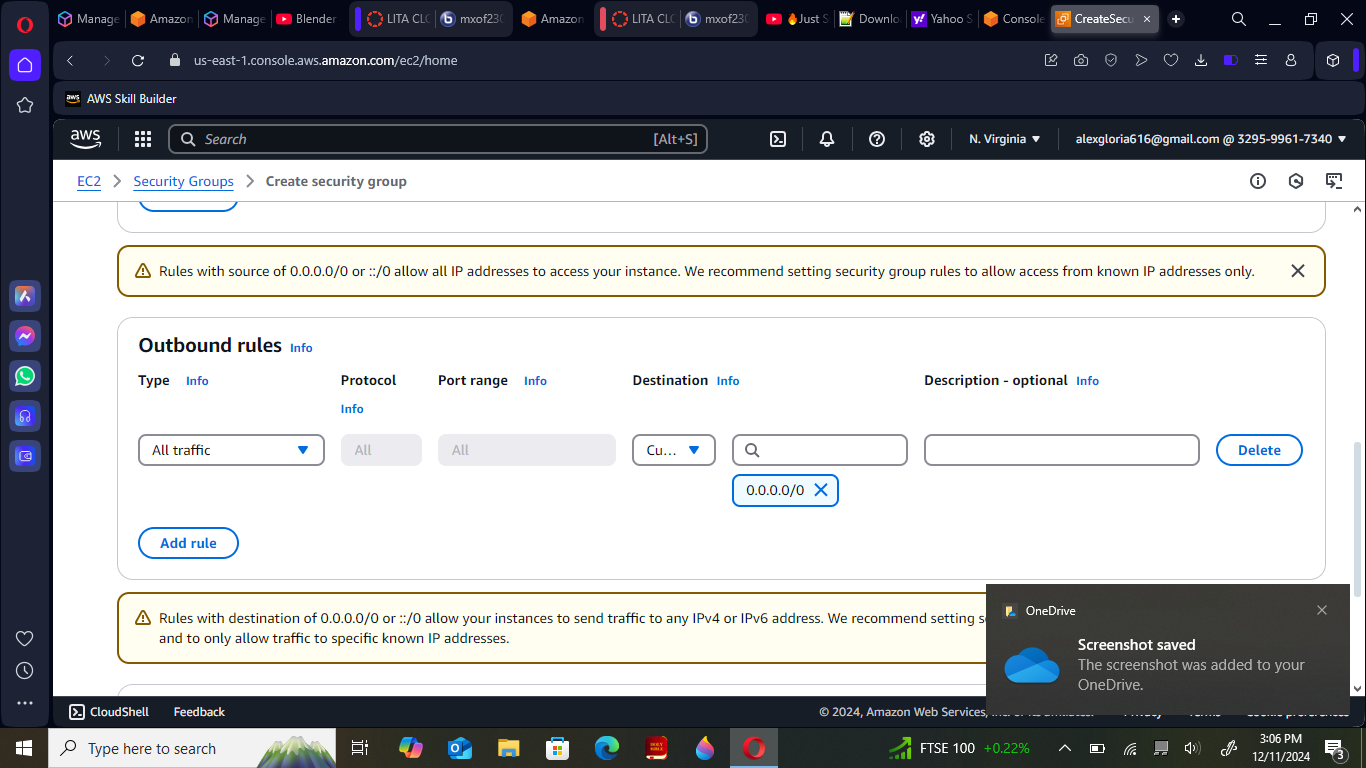 Manage
Amazon
Manage
Blender
LITA CLC
mxof230
Amazon
LITA CLC
mxof230
🔥Just S
Downlo
Yahoo S
Console
CreateSecu
us-east-1.console.aws.amazon.com/ec2/home
aws
AWS Skill Builder
aws
Search
[Alt+S]
N. Virginia
alexgloria616@gmail.com @ 3295-9961-7340
EC2
Security Groups
Create security group
Rules with source of 0.0.0.0/0 or ::/0 allow all IP addresses to access your instance. We recommend setting security group rules to allow access from known IP addresses only.
Outbound rules Info
Type Info
Protocol
Info
Port range Info
Destination Info
Description - optional Info
All traffic
All
All
Cu...
Delete
0.0.0.0/0
Add rule
Rules with destination of 0.0.0.0/0 or ::/0 allow your instances to send traffic to any IPv4 or IPv6 address. We recommend setting
and to only allow traffic to specific known IP addresses.
OneDrive
Screenshot saved
The screenshot was added to your
OneDrive.
CloudShell
Feedback
© 2024, Amazon Web Services,
Type here to search
HOLY
BIBLE
FTSE 100 +0.22%
3:06 PM
12/11/2024
3